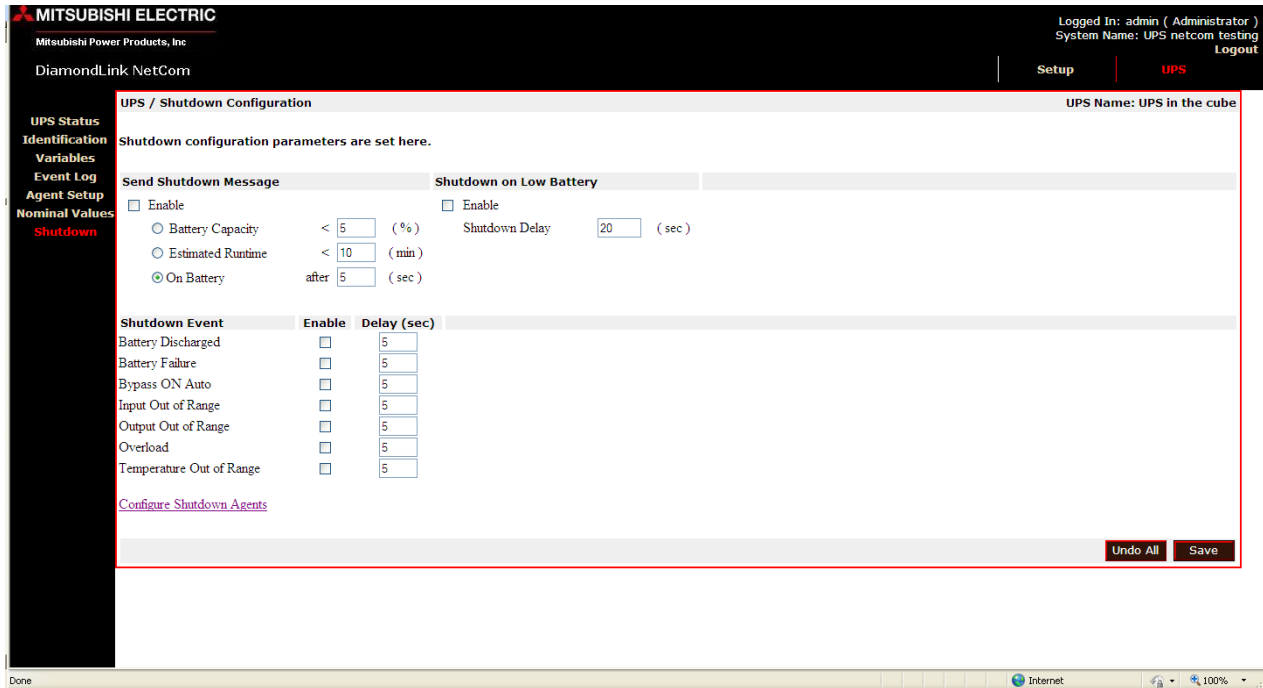 MITSUBISHI ELECTRIC
Mitsubishi Power Products, Inc
DiamondLink NetCom
Logged In: admin ( Administrator )
System Name: UPS netcom testing
Logout
Setup
UPS
UPS Status
Identification
Variables
Event Log
Agent Setup
Nominal Values
Shutdown
UPS / Shutdown Configuration
UPS Name: UPS in the cube
Shutdown configuration parameters are set here.
Send Shutdown Message
Shutdown on Low Battery
Enable
Enable
Battery Capacity < 5 ( % )
Shutdown Delay 20 ( sec )
Estimated Runtime < 10 ( min )
On Battery after 5 ( sec )
Shutdown Event Enable Delay (sec)
Battery Discharged 5
Battery Failure 5
Bypass ON Auto 5
Input Out of Range 5
Output Out of Range 5
Overload 5
Temperature Out of Range 5
Configure Shutdown Agents
Undo All Save
Done
Internet
100%